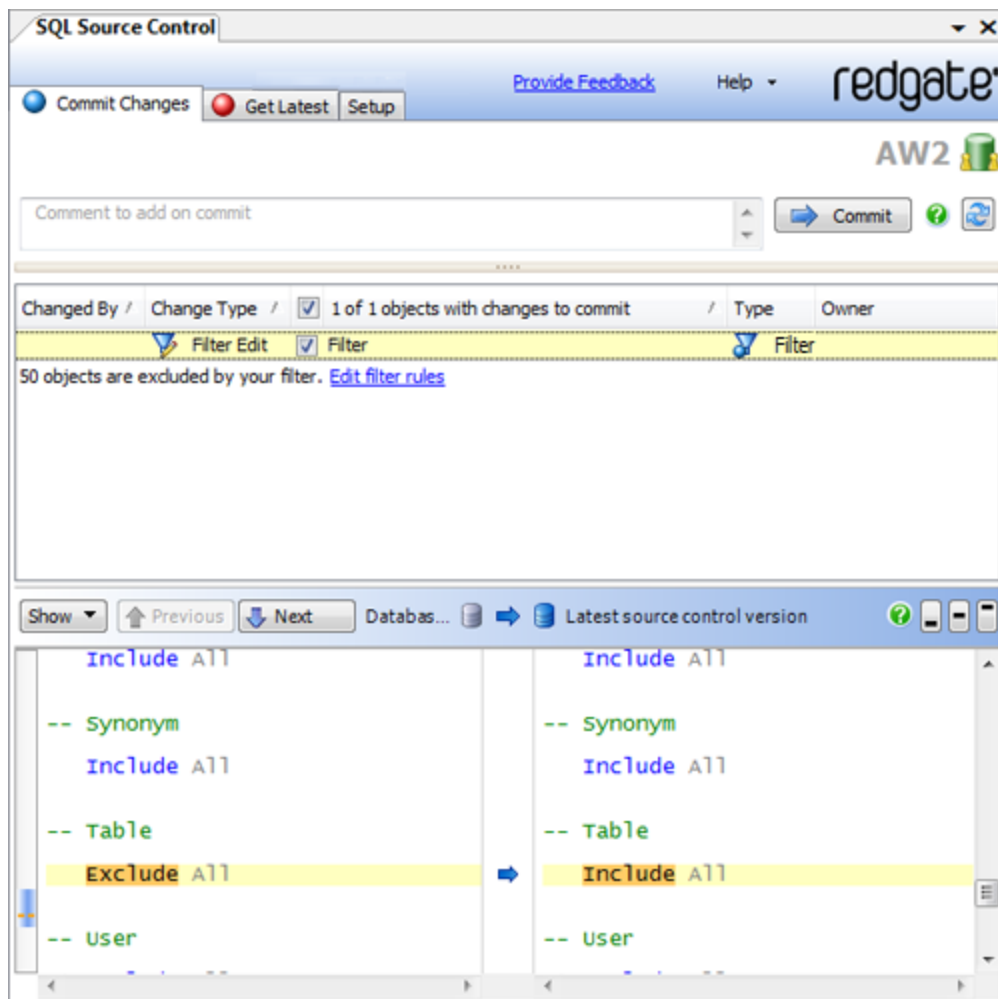 SQL Source Control
Provide Feedback Help redgate
Commit Changes Get Latest Setup
AW2
Comment to add on commit Commit
Changed By Change Type 1 of 1 objects with changes to commit Type Owner
Filter Edit Filter Filter
50 objects are excluded by your filter. Edit filter rules
Show Previous Next Databas... Latest source control version
Include All Include All
-- Synonym -- Synonym
Include All Include All
-- Table -- Table
Exclude All Include All
-- User -- User